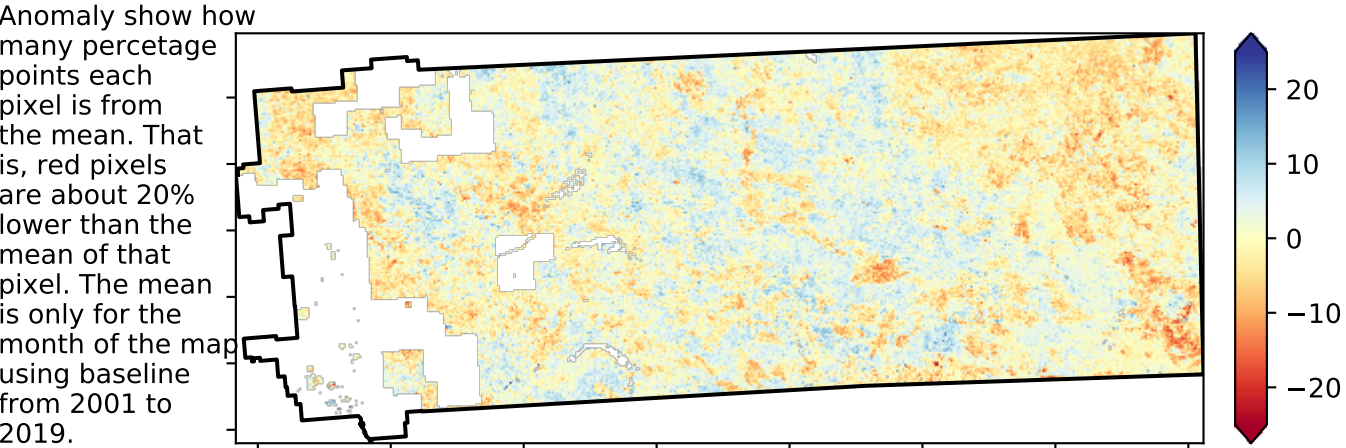 Anomaly show how
many percetage
points each
pixel is from
the mean. That
is, red pixels
are about 20%
lower than the
mean of that
pixel. The mean
is only for the
month of the map
using baseline
from 2001 to
2019.
20
10
0
−10
−20